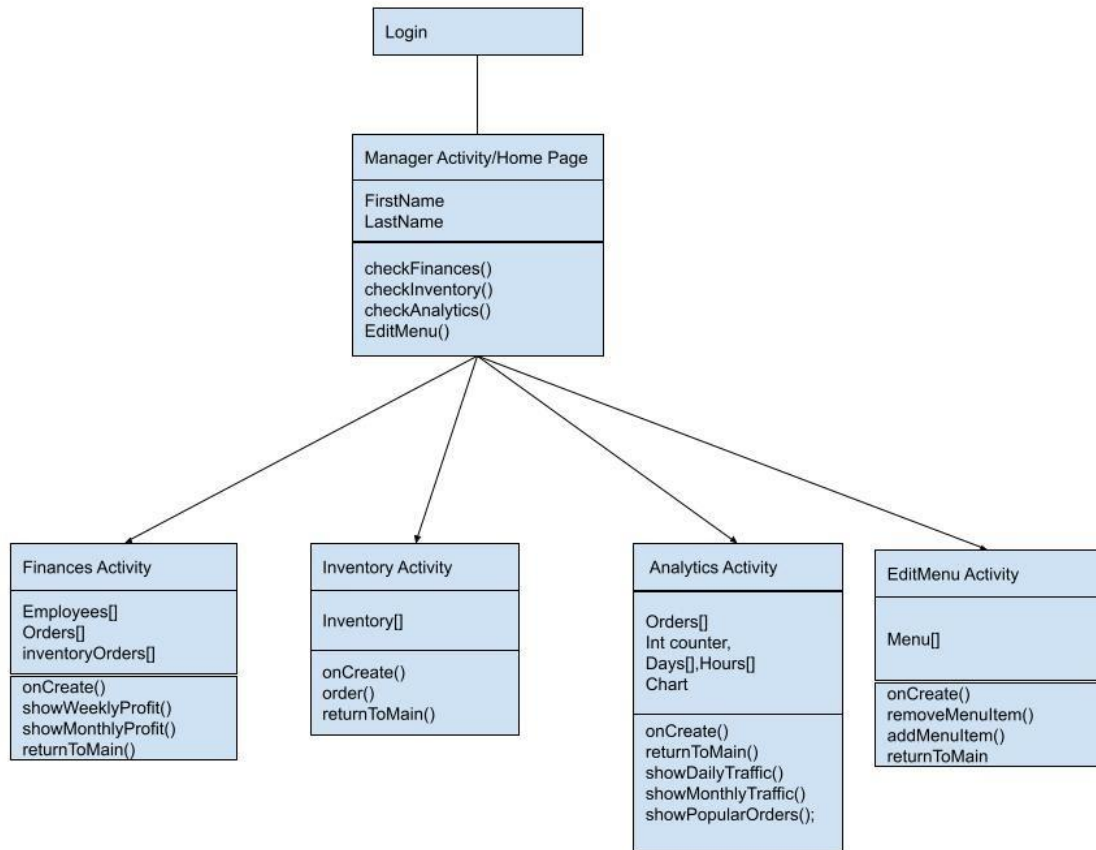 Login
Manager Activity/Home Page
FirstName
LastName
checkFinances()
checkInventory()
checkAnalytics()
EditMenu()
Finances Activity
Employees[]
Orders[]
inventoryOrders[]
onCreate()
showWeeklyProfit()
showMonthlyProfit()
returnToMain()
Inventory Activity
Inventory[]
onCreate()
order()
returnToMain()
Analytics Activity
Orders[]
Int counter,
Days[],Hours[]
Chart
onCreate()
returnToMain()
showDailyTraffic()
showMonthlyTraffic()
showPopularOrders();
EditMenu Activity
Menu[]
onCreate()
removeMenuItem()
addMenuItem()
returnToMain